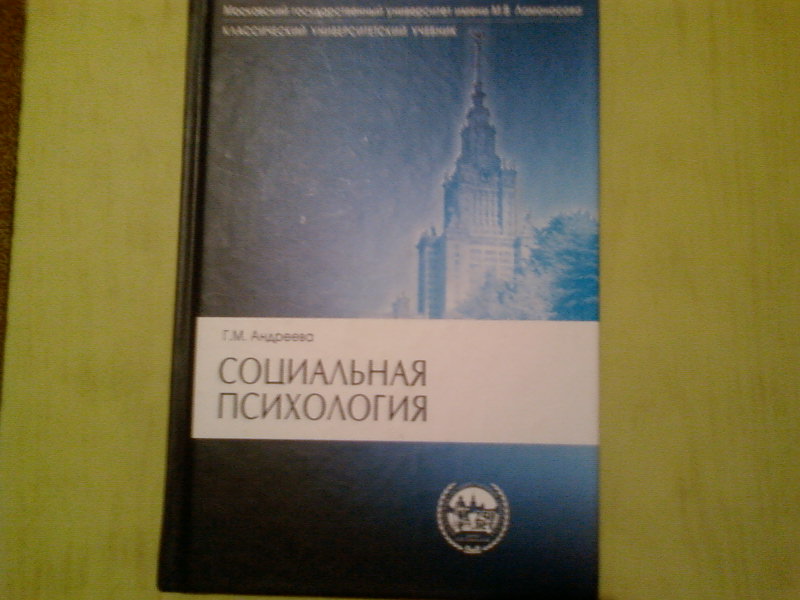 Московский государственный университет имени М.В. Ломоносова
КЛАССИЧЕСКИЙ УНИВЕРСИТЕТСКИЙ УЧЕБНИК
Г.М. Андреева
СОЦИАЛЬНАЯ
ПСИХОЛОГИЯ